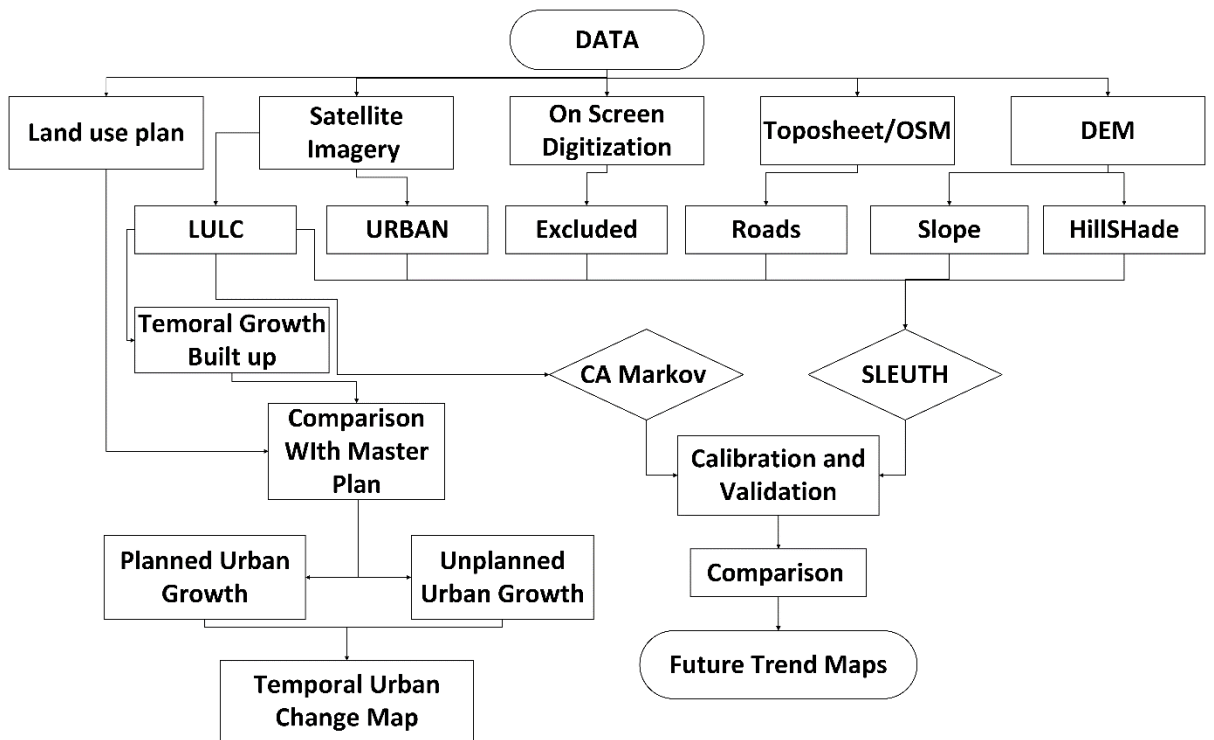 DATA
Land use plan
Satellite
Imagery
On Screen
Digitization
Toposheet/OSM
DEM
LULC
URBAN
Excluded
Roads
Slope
HillSHade
Temoral Growth
Built up
CA Markov
SLEUTH
Comparison
WIth Master
Plan
Calibration and
Validation
Planned Urban
Growth
Unplanned
Urban Growth
Comparison
Future Trend Maps
Temporal Urban
Change Map